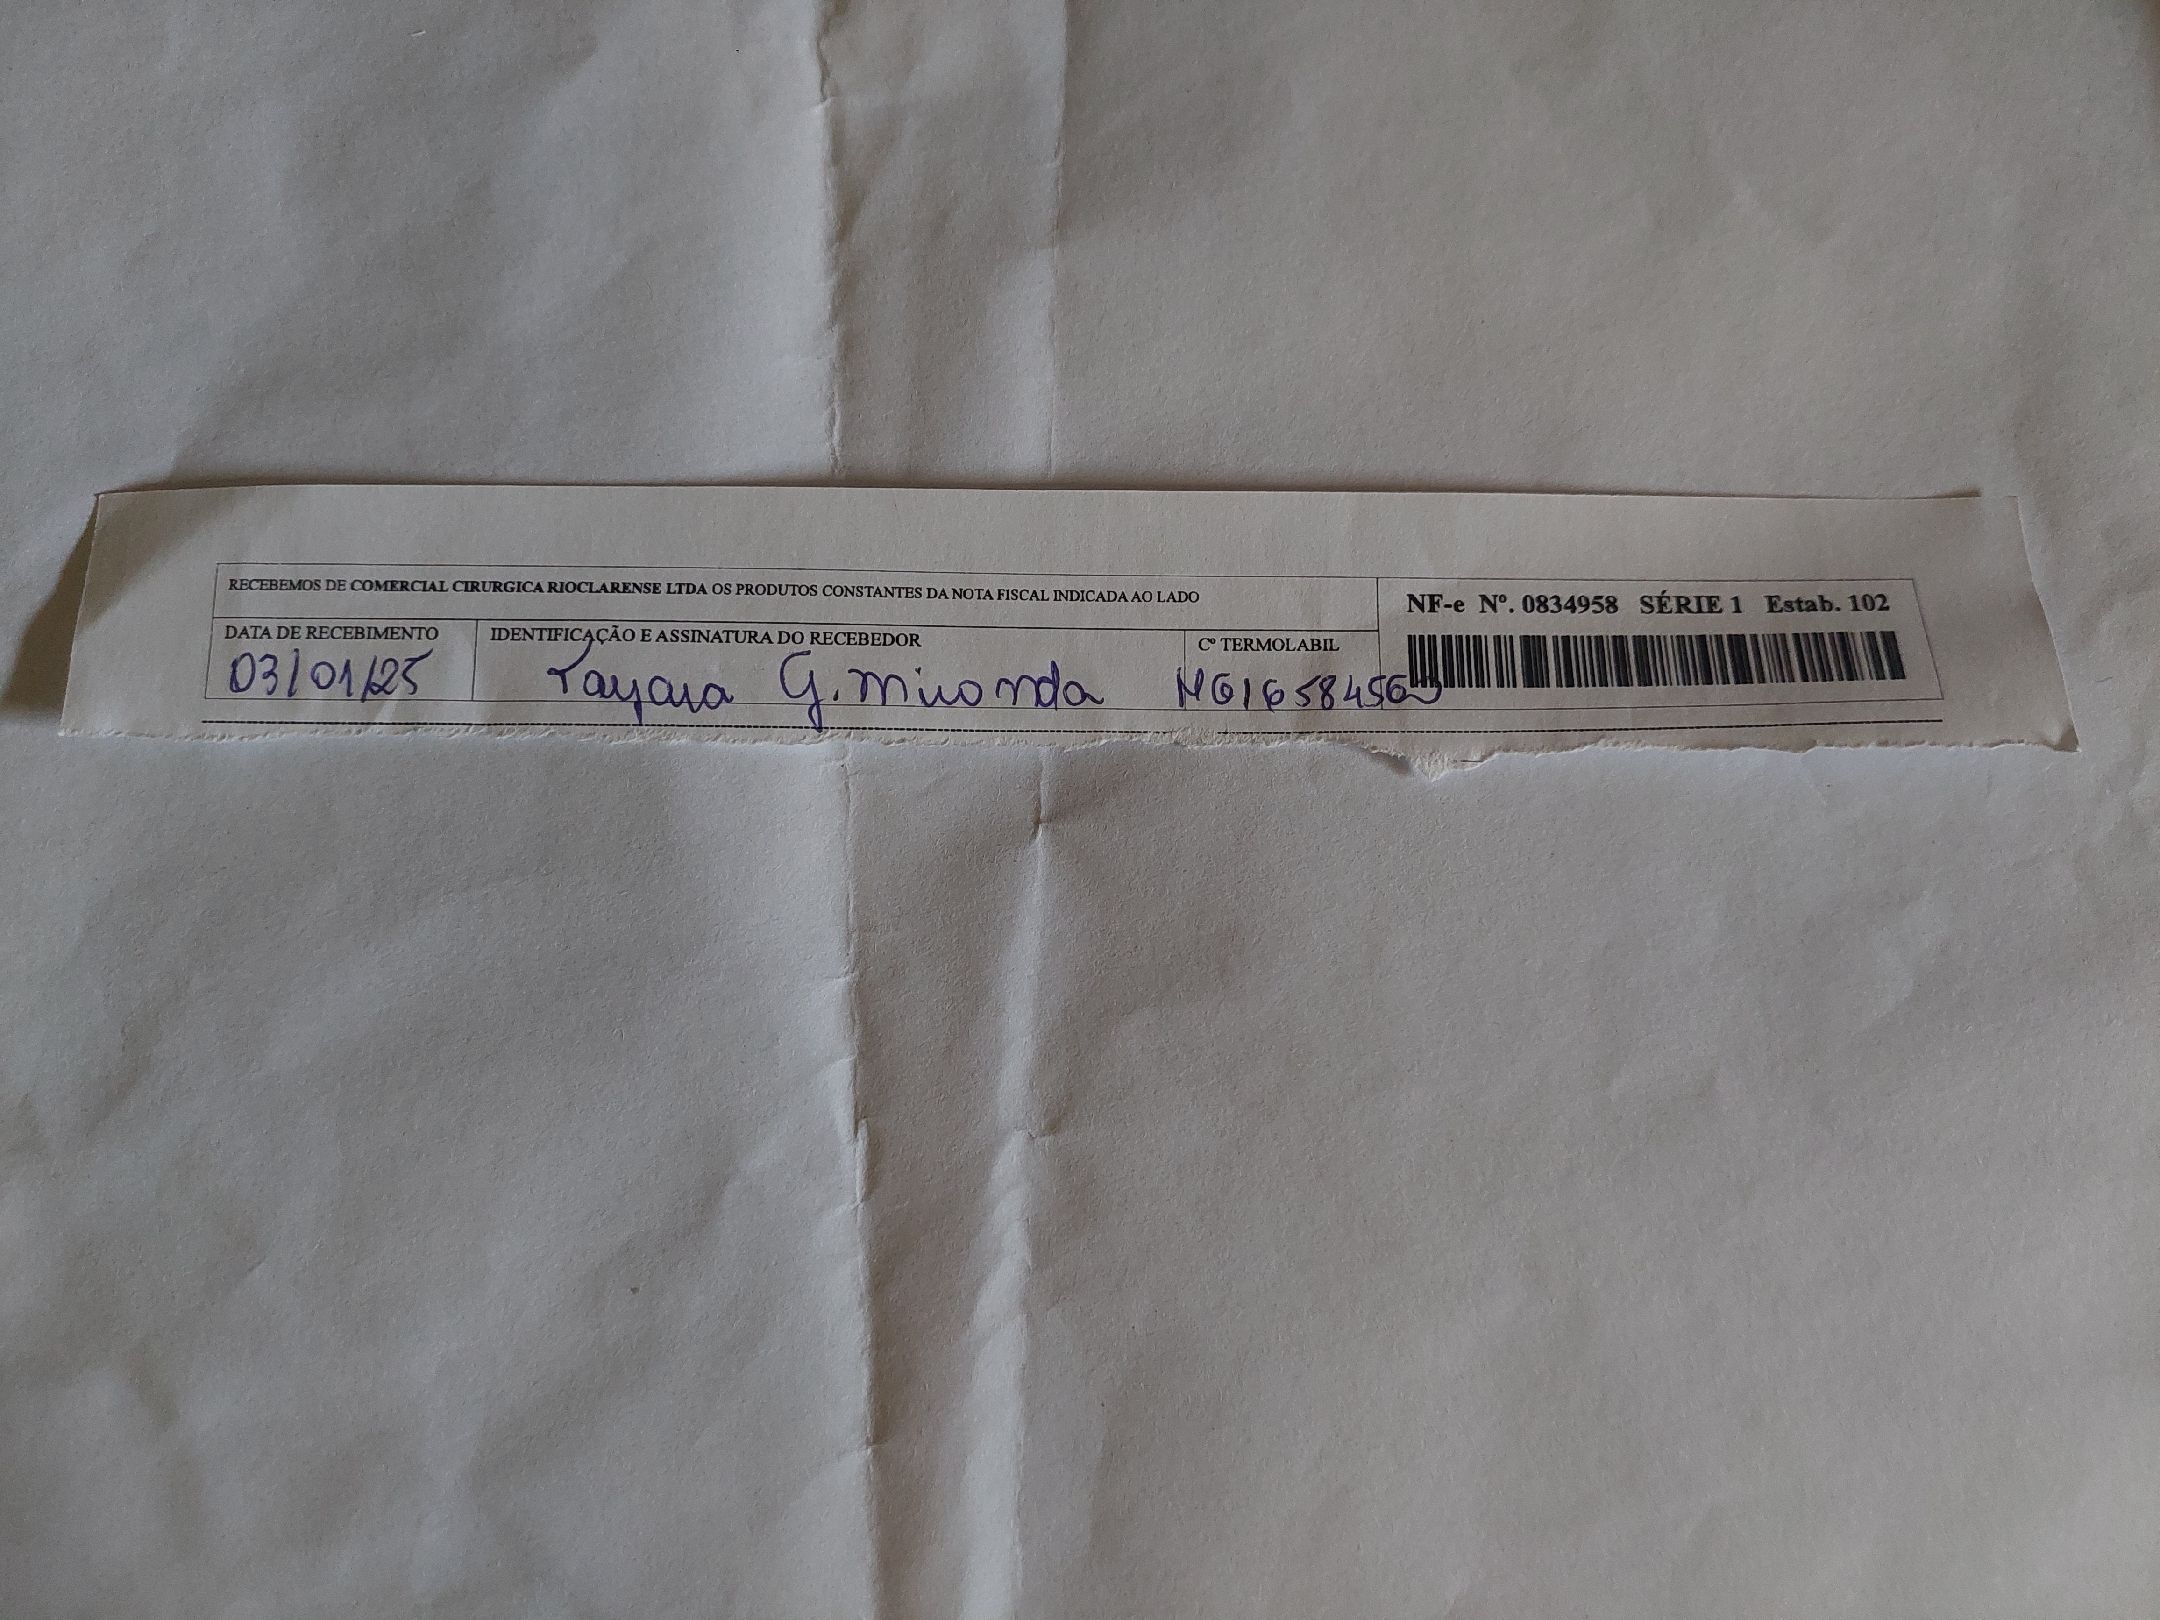 RECEBEMOS DE COMERCIAL CIRURGICA RIOCLARENSE LTDA OS PRODUTOS CONSTANTES DA NOTA FISCAL INDICADA AO LADO
NF-e Nº. 0834958 SÉRIE 1 Estab. 102
DATA DE RECEBIMENTO
03/01/25
IDENTIFICAÇÃO E ASSINATURA DO RECEBEDOR
Tayara G. Miranda
Cº TERMOLABIL